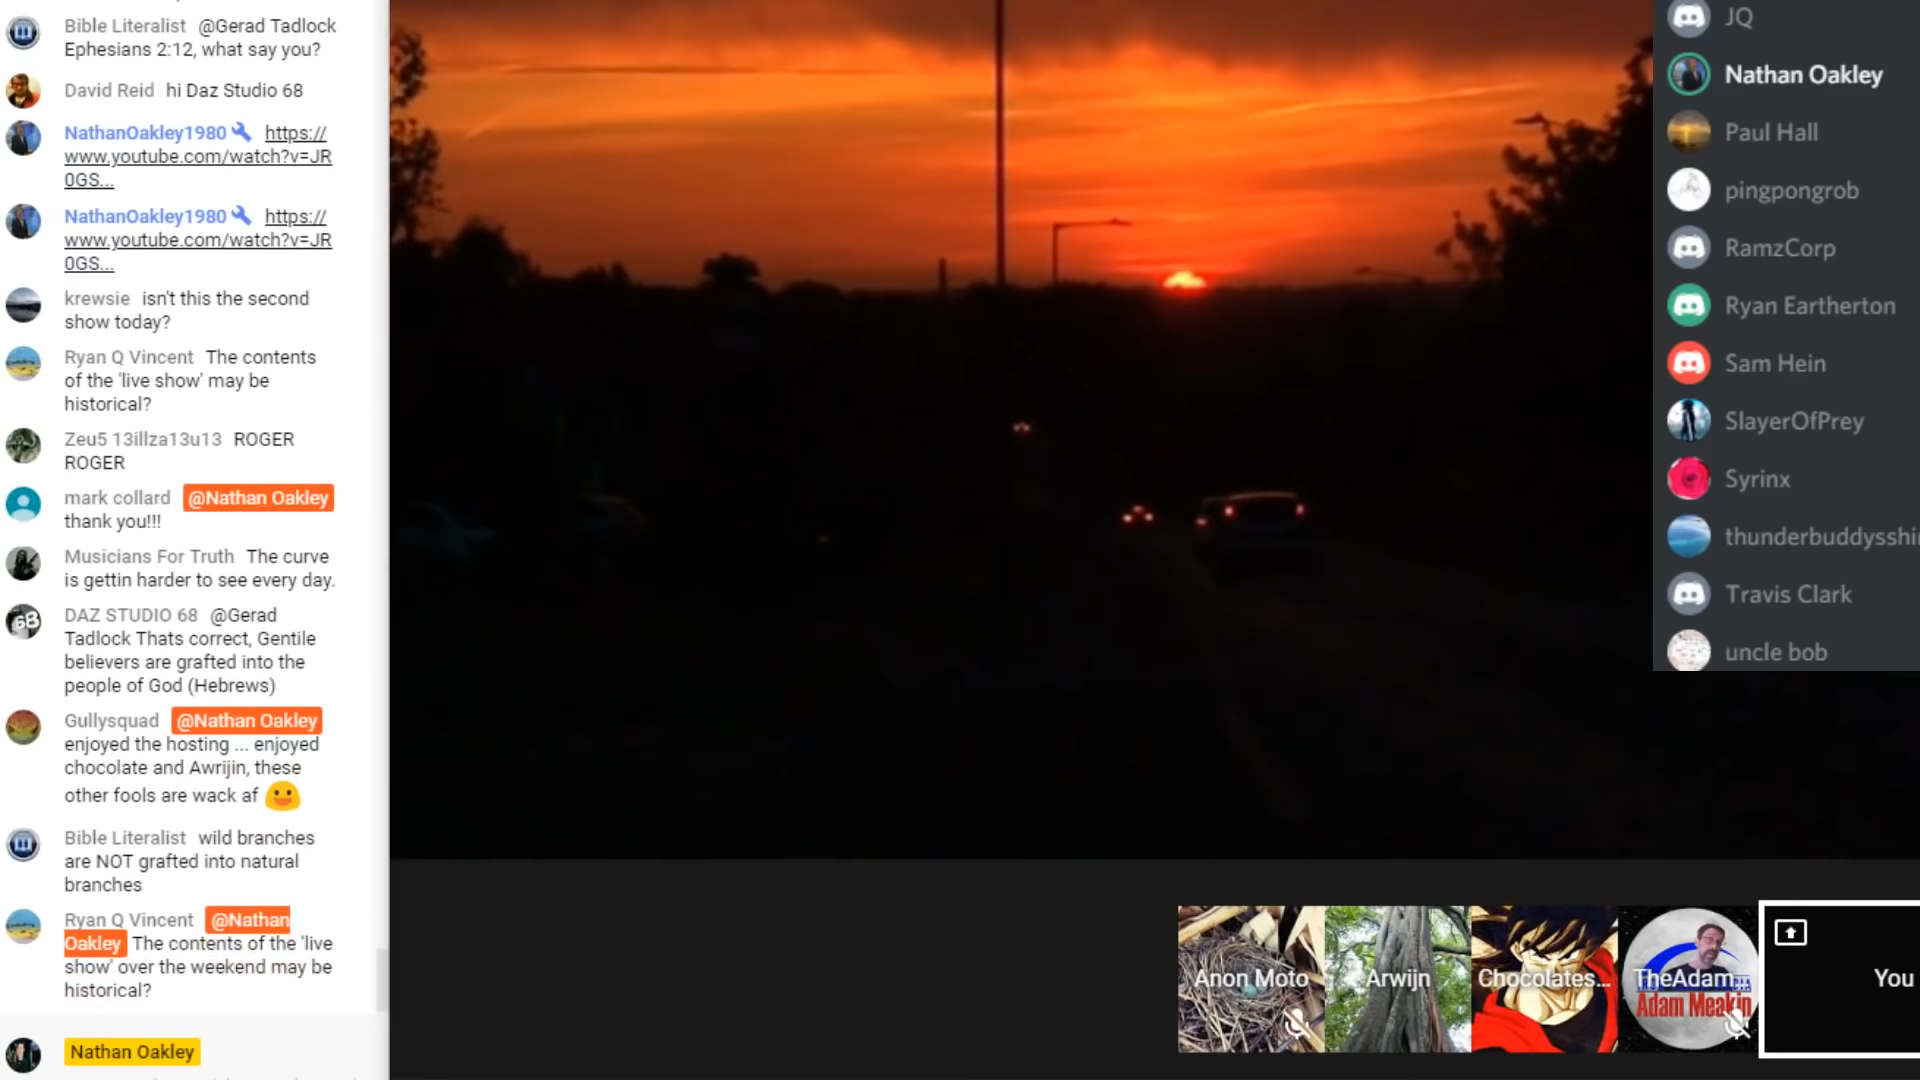 Bible Literalist @Gerad Tadlock
Ephesians 2:12, what say you?
David Reid hi Daz Studio 68
NathanOakley1980 https://
www.youtube.com/watch?v=JR
0GS...
NathanOakley1980 https://
www.youtube.com/watch?v=JR
0GS...
krewsie isn't this the second
show today?
Ryan Q Vincent The contents
of the 'live show' may be
historical?
Zeu5 13illza13u13 ROGER
ROGER
mark collard @Nathan Oakley
thank you!!!
Musicians For Truth The curve
is gettin harder to see every day.
DAZ STUDIO 68 @Gerad
Tadlock Thats correct, Gentile
believers are grafted into the
people of God (Hebrews)
Gullysquad @Nathan Oakley
enjoyed the hosting ... enjoyed
chocolate and Awrijin, these
other fools are wack af
Bible Literalist wild branches
are NOT grafted into natural
branches
Ryan Q Vincent @Nathan
Oakley The contents of the 'live
show' over the weekend may be
historical?
Nathan Oakley
JQ
Nathan Oakley
Paul Hall
pingpongrob
RamzCorp
Ryan Eartherton
Sam Hein
SlayerOfPrey
Syrinx
thunderbuddysshi
Travis Clark
uncle bob
68
Anon Moto
Arwijn
Chocolates...
TheAdam...
Adam Meakin
You